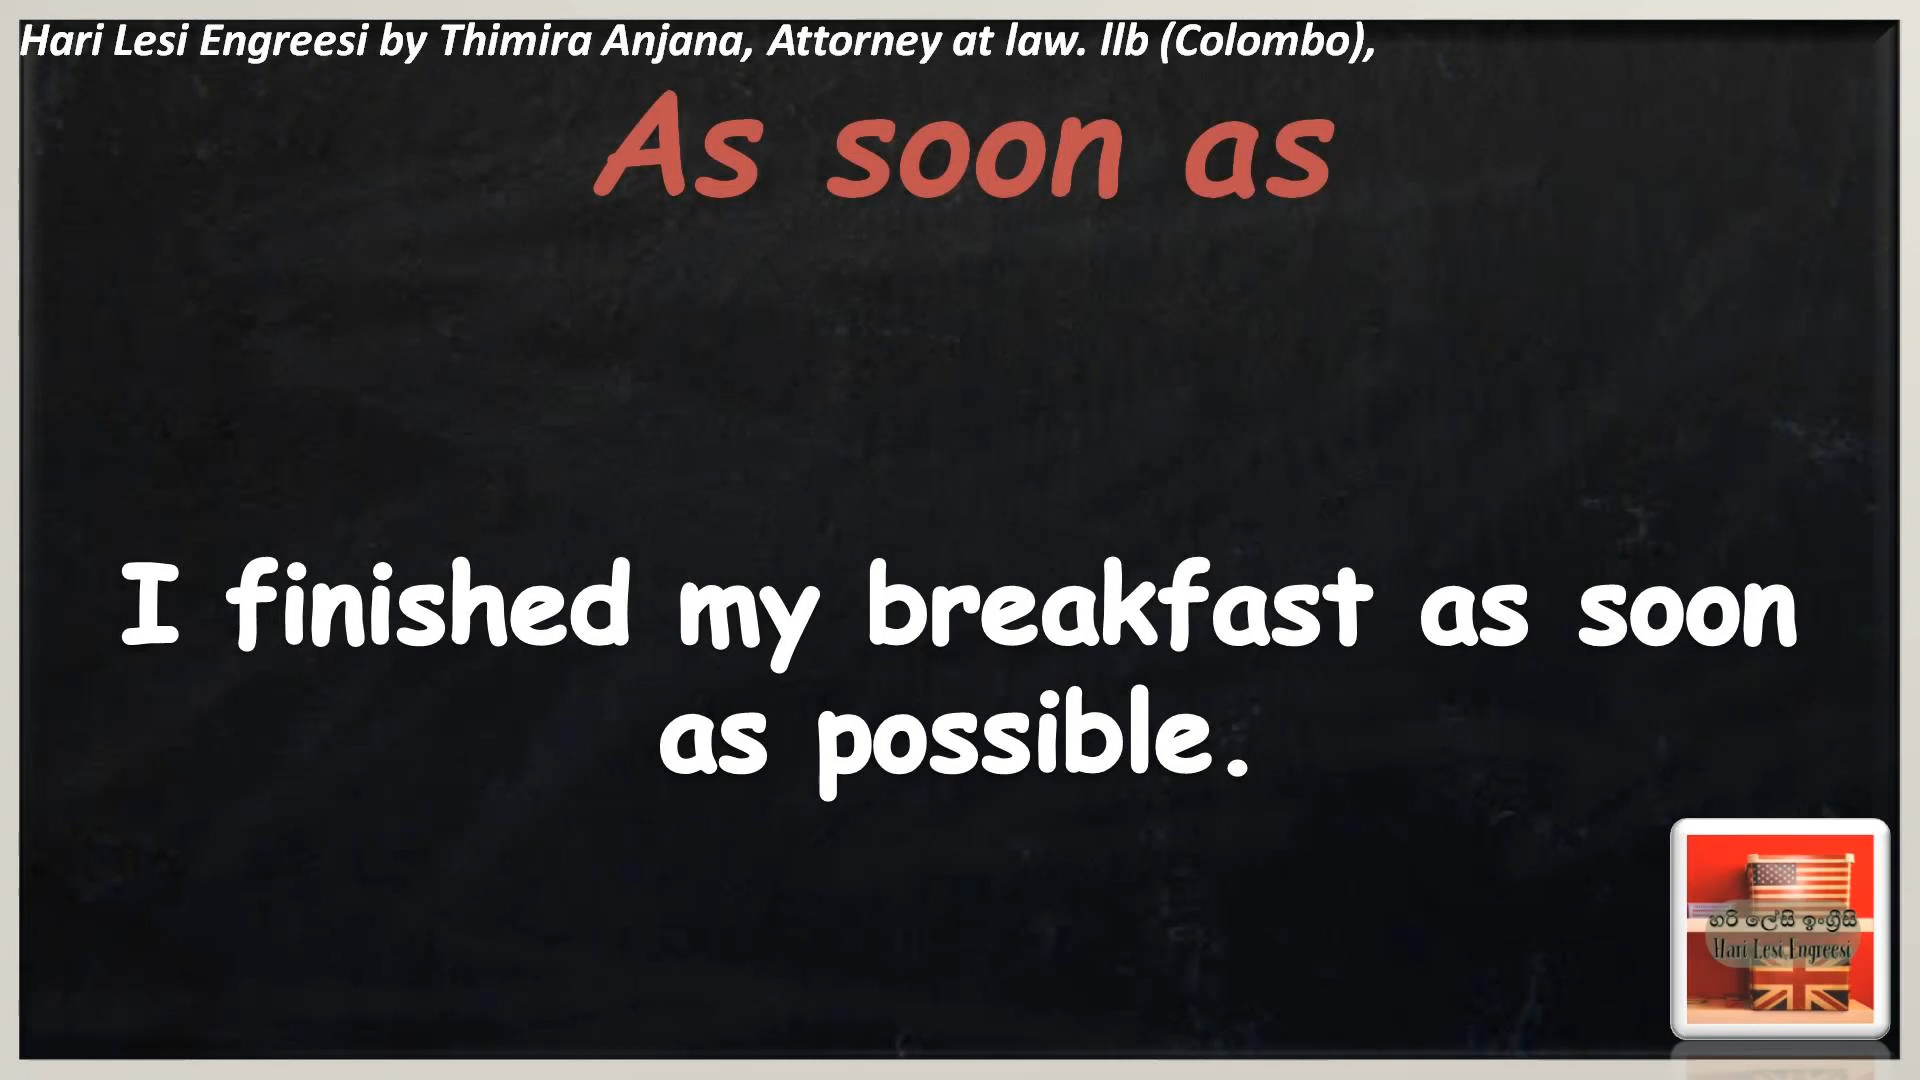 Hari Lesi Engreesi by Thimira Anjana, Attorney at law. llb (Colombo),
As soon as
I finished my breakfast as soon
as possible.
හරි ලේසි ඉංග්‍රීසි
Hari Lesi Engreesi